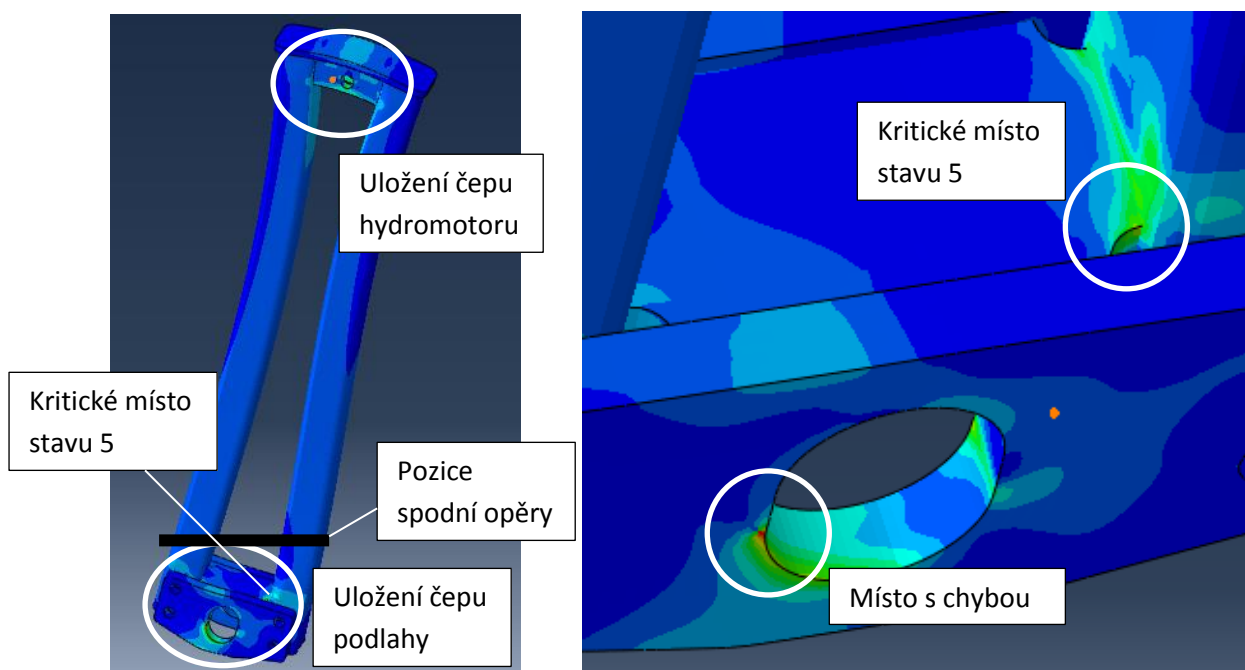 Uložení čepu
hydromotoru
Kritické místo
stavu 5
Pozice
spodní opěry
Uložení čepu
podlahy
Kritické místo
stavu 5
Místo s chybou